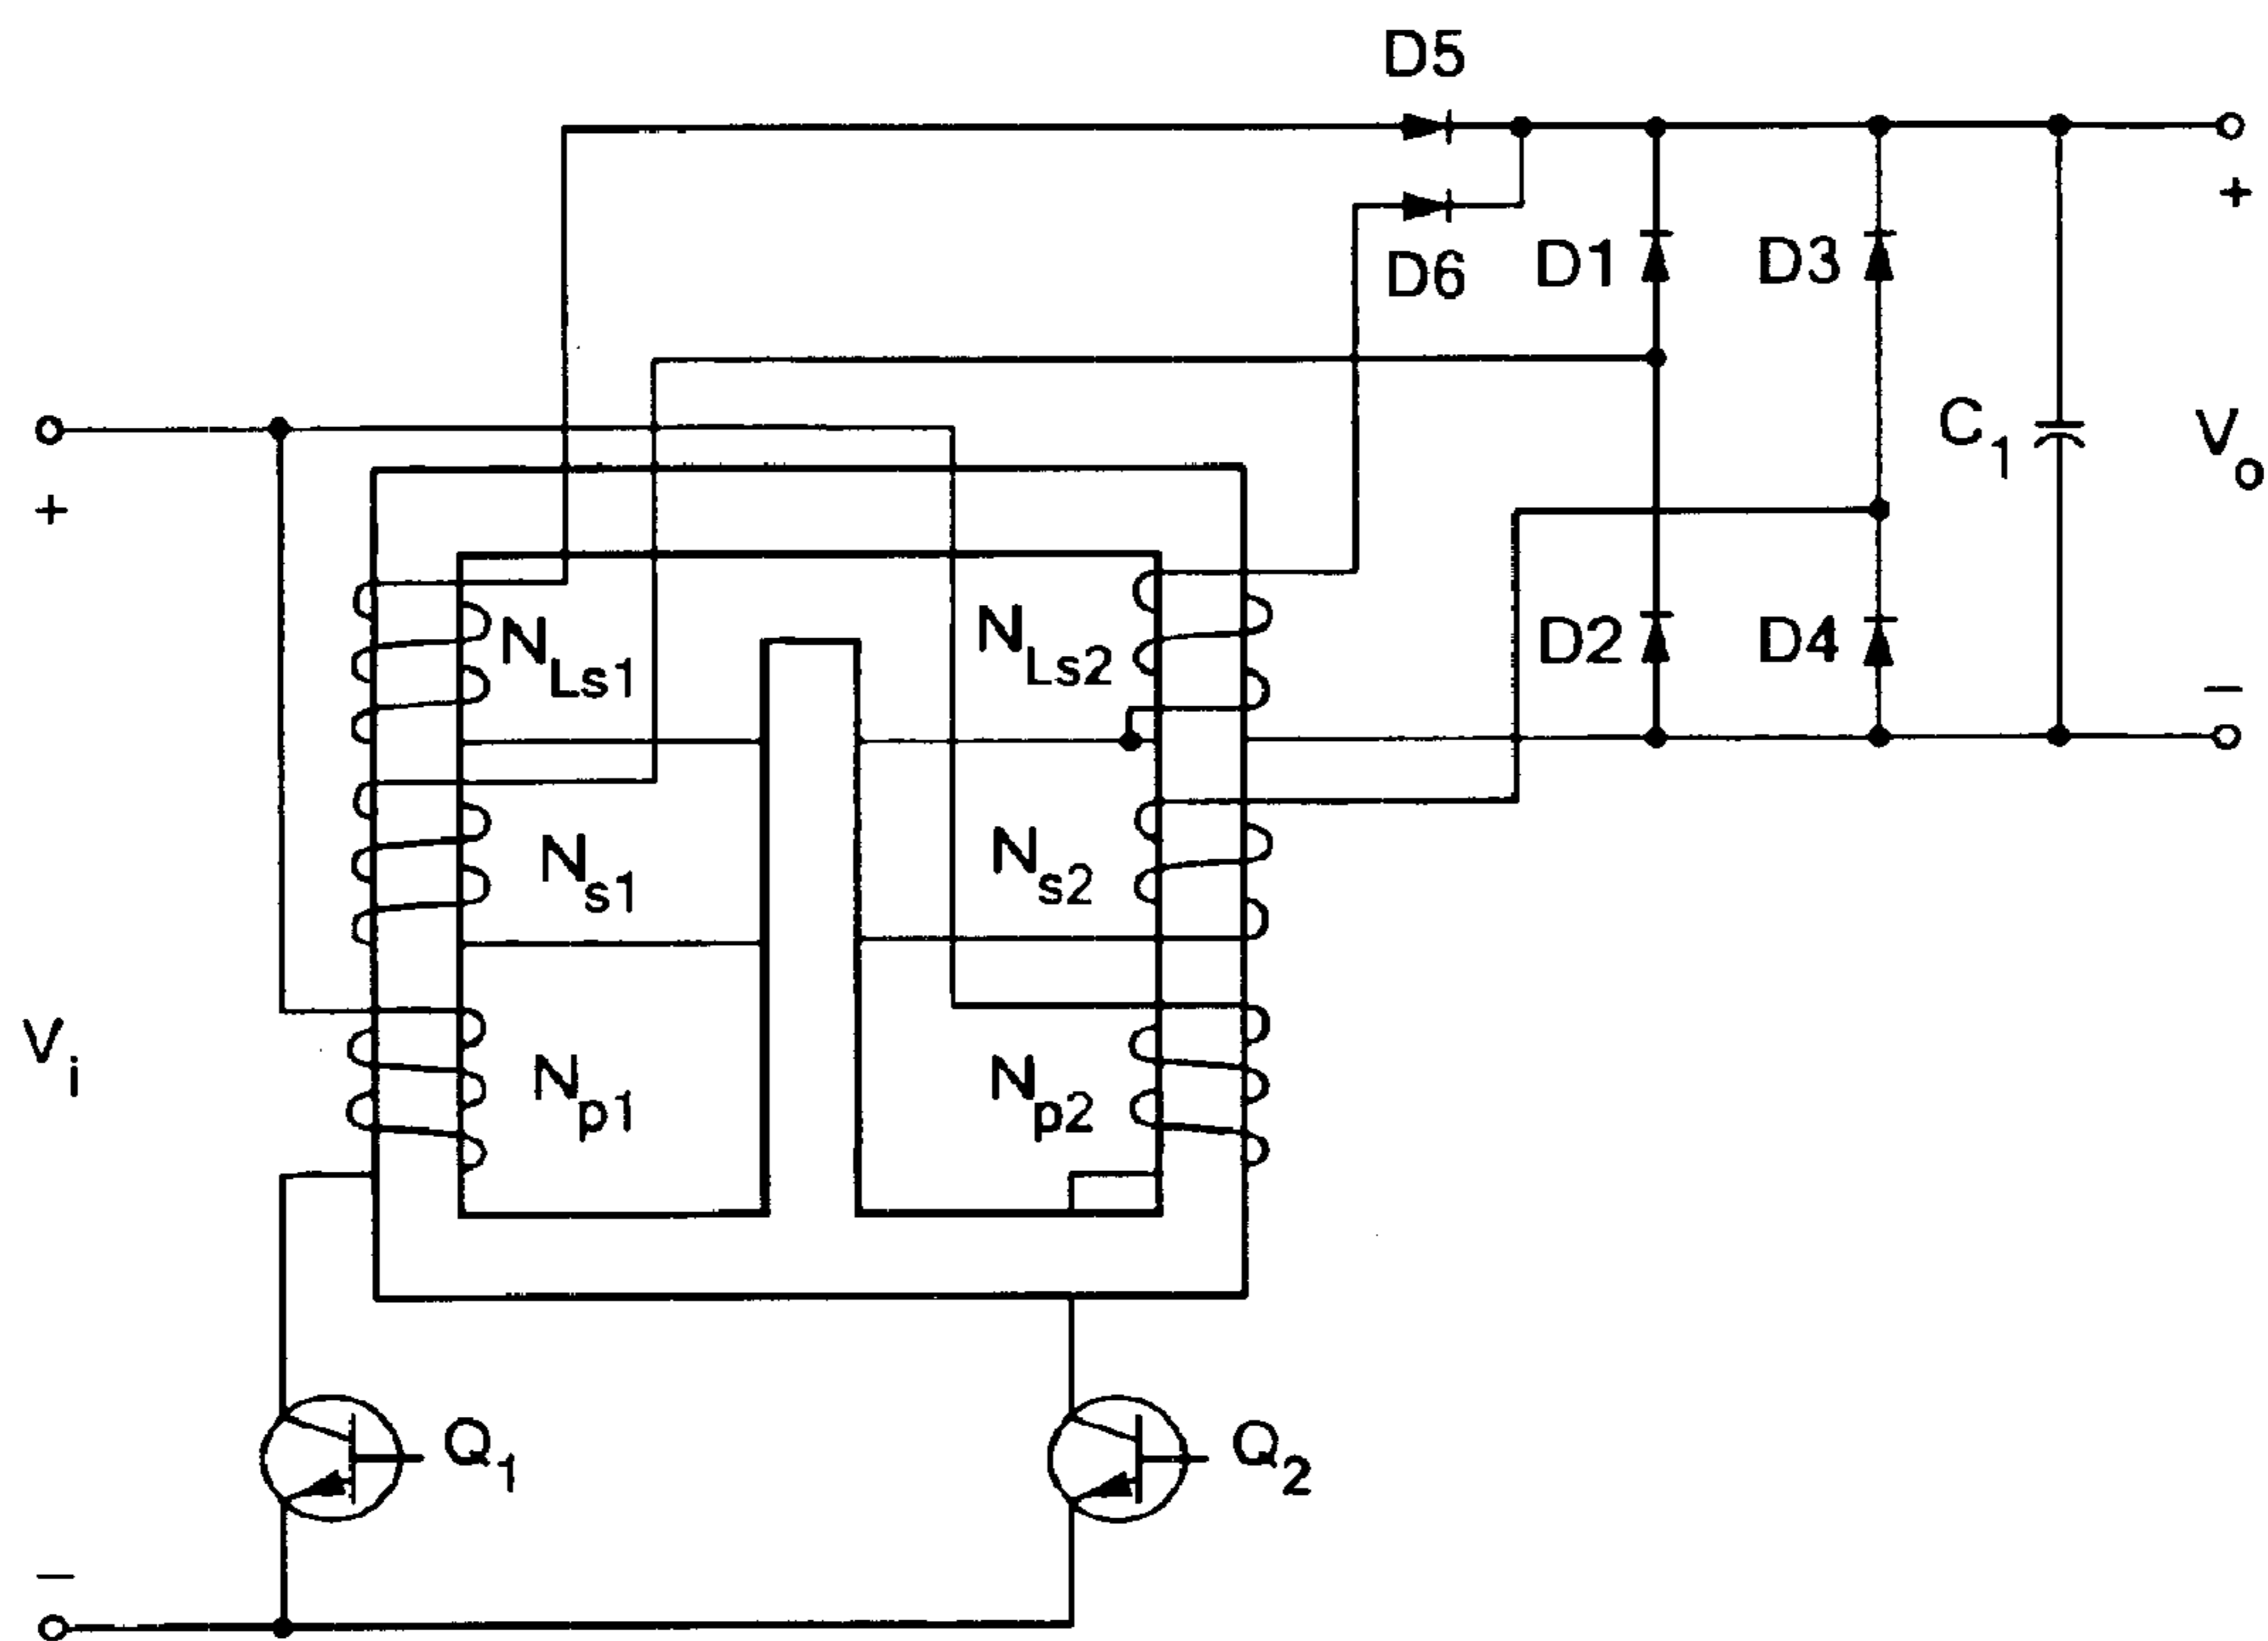 D5
+
D6
D1
D3
C1
Vo
+
NLs1
NLs2
D2
D4
−
Ns1
Ns2
Vi
Np1
Np2
Q1
Q2
−